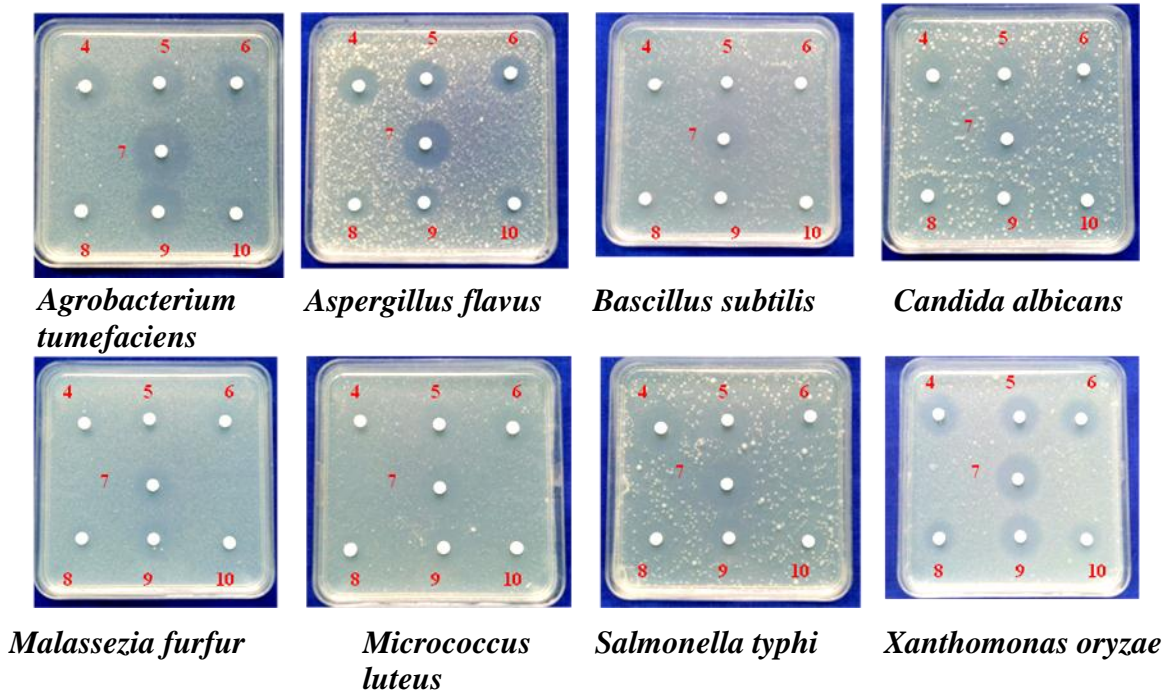 4 5 6
7
8 9 10
Agrobacterium
tumefaciens
4 5 6
7
8 9 10
Aspergillus flavus
4 5 6
7
8 9 10
Bascillus subtilis
4 5 6
7
8 9 10
Candida albicans
4 5 6
7
8 9 10
Malassezia furfur
4 5 6
7
8 9 10
Micrococcus
luteus
4 5 6
7
8 9 10
Salmonella typhi
4 5 6
7
8 9 10
Xanthomonas oryzae